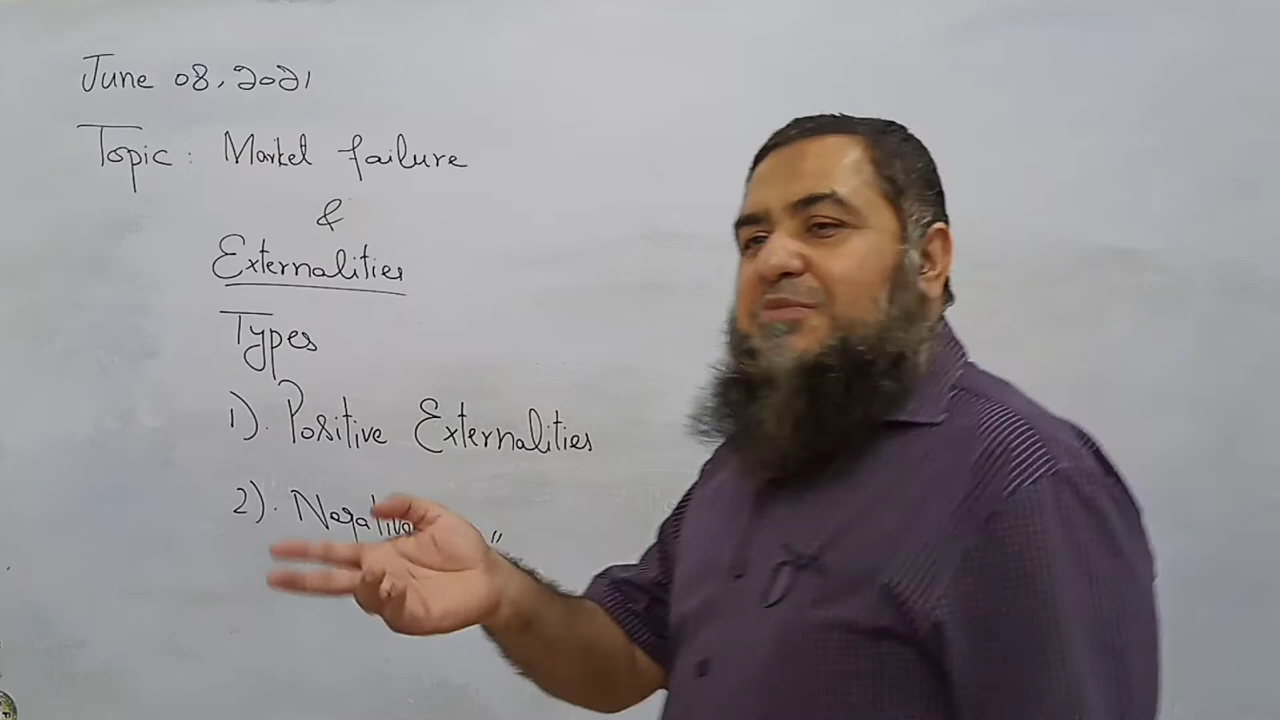 June 08, 2021
Topic: Market failure
&
Externalities
Types
1). Positive Externalities
2). Negative "